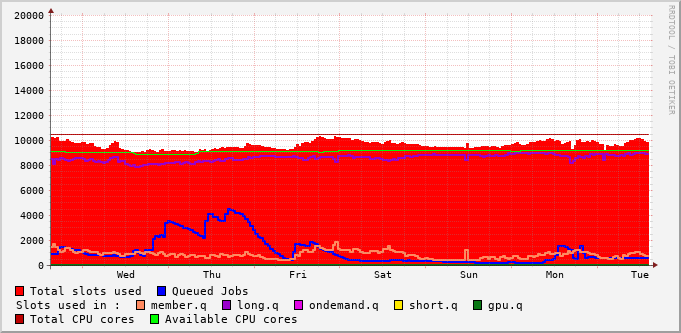 20000
18000
16000
14000
12000
10000
8000
6000
4000
2000
0
Wed Thu Fri Sat Sun Mon Tue
Total slots used Queued Jobs
Slots used in : member.q long.q ondemand.q short.q gpu.q
Total CPU cores Available CPU cores
RRDTOOL / TOBI OETIKER